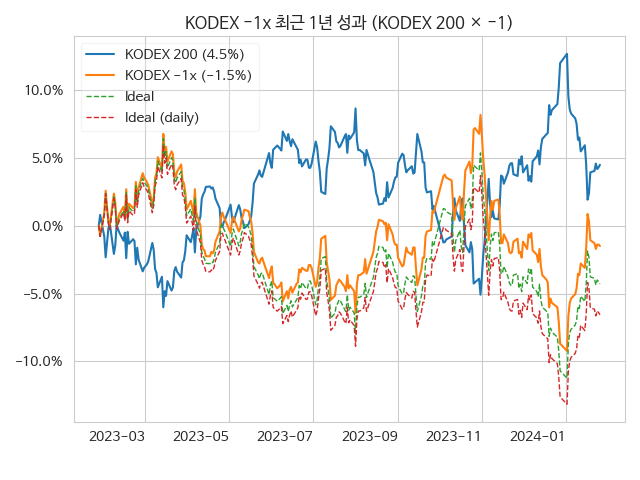 KODEX −1x 최근 1년 성과 (KODEX 200 × −1)
KODEX 200 (4.5%)
KODEX −1x (−1.5%)
Ideal
Ideal (daily)
10.0%
5.0%
0.0%
−5.0%
−10.0%
2023−03
2023−05
2023−07
2023−09
2023−11
2024−01